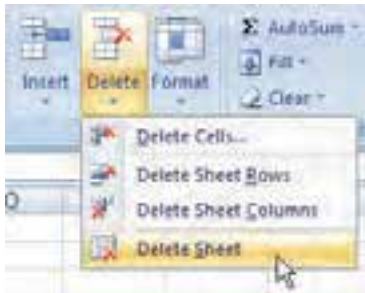 Insert Delete Format
Σ AutoSum
Fill
Clear
Delete Cells...
Delete Sheet Rows
Delete Sheet Columns
Delete Sheet